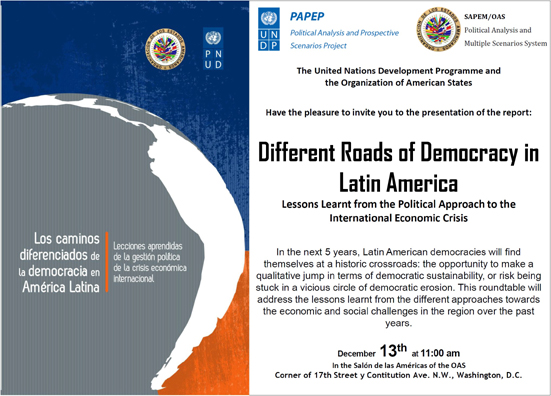 P N
U D
Los caminos
diferenciados de
la democracia en
América Latina
Lecciones aprendidas
de la gestión política
de la crisis económica
internacional
U N
D P
PAPEP
Political Analysis and Prospective
Scenarios Project
SAPEM/OAS
Political Analysis and
Multiple Scenarios System
The United Nations Development Programme and
the Organization of American States
Have the pleasure to invite you to the presentation of the report:
Different Roads of Democracy in
Latin America
Lessons Learnt from the Political Approach to the
International Economic Crisis
In the next 5 years, Latin American democracies will find
themselves at a historic crossroads: the opportunity to make a
qualitative jump in terms of democratic sustainability, or risk being
stuck in a vicious circle of democratic erosion. This roundtable will
address the lessons learnt from the different approaches towards
the economic and social challenges in the region over the past
years.
December 13th at 11:00 am
In the Salón de las Américas of the OAS
Corner of 17th Street y Contitution Ave. N.W., Washington, D.C.